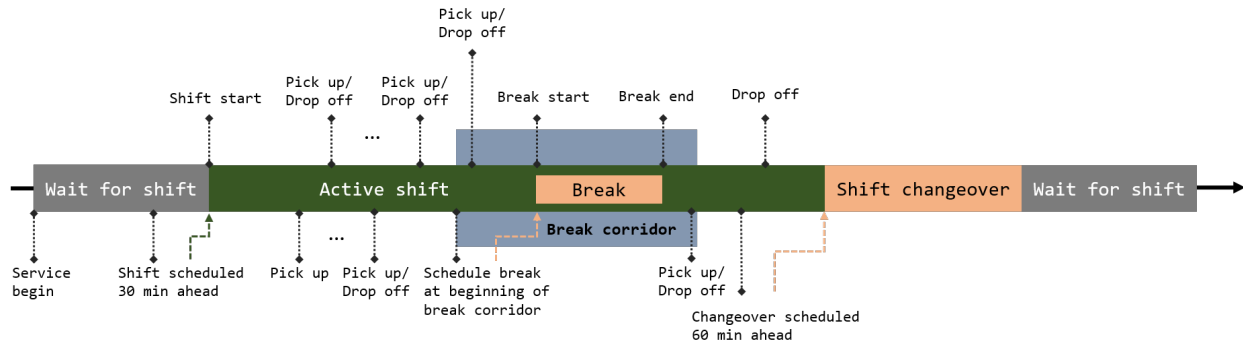 Pick up/
Drop off
Shift start
Pick up/
Drop off
...
Pick up/
Drop off
Break start
Break end
Drop off
Wait for shift
Active shift
Break
Shift changeover
Wait for shift
Break corridor
Service
begin
Shift scheduled
30 min ahead
Pick up
...
Pick up/
Drop off
Schedule break
at beginning of
break corridor
Pick up/
Drop off
Changeover scheduled
60 min ahead